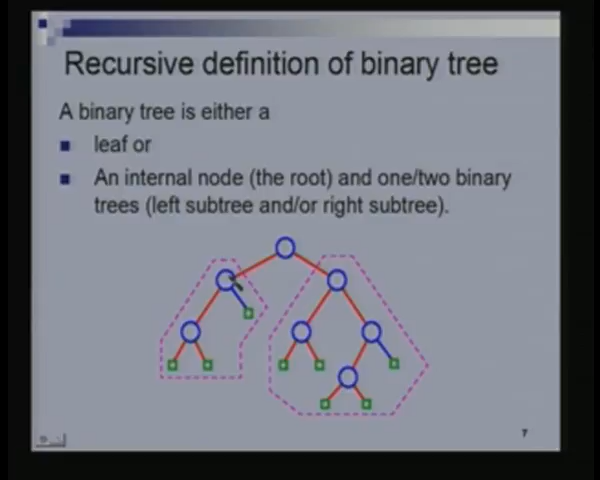 Recursive definition of binary tree
A binary tree is either a
leaf or
An internal node (the root) and one/two binary
trees (left subtree and/or right subtree).
7